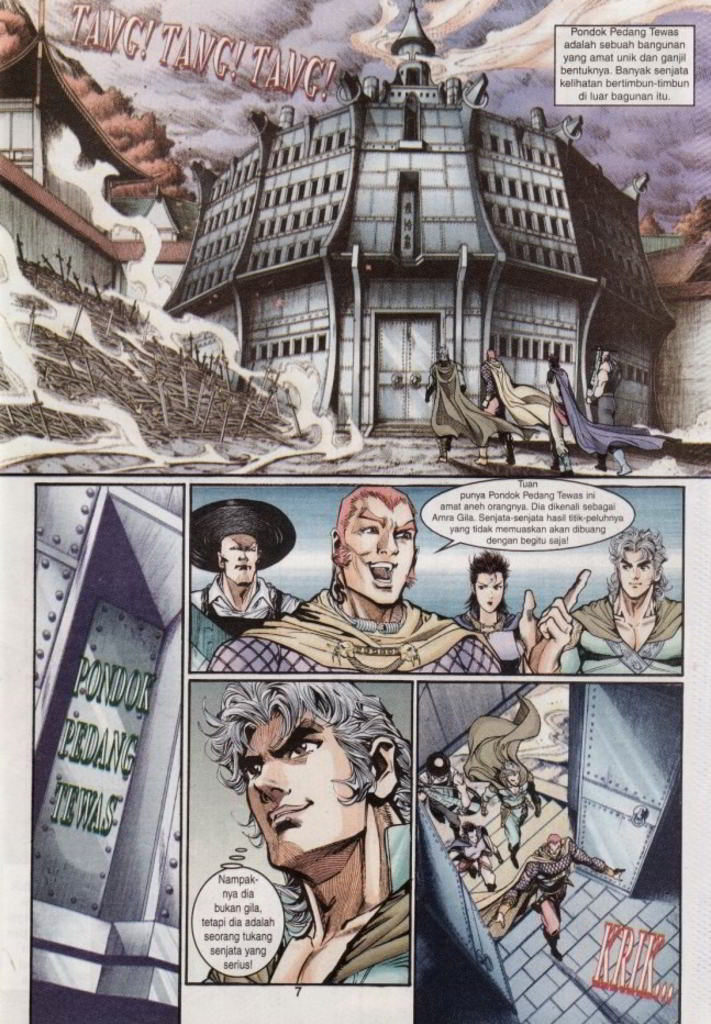 TANG! TANG! TANG!
Pondok Pedang Tewas
adalah sebuah bangunan
yang amat unik dan ganjil
bentuknya. Banyak senjata
kelihatan bertimbun-timbun
di luar bagunan itu.
PONDOK
PEDANG
TEWAS
Tuan
punya Pondok Pedang Tewas ini
amat aneh orangnya. Dia dikenali sebagai
Amra Gila. Senjata-senjata hasil titik-peluhnya
yang tidak memuaskan akan dibuang
dengan begitu saja!
Nampak-
nya dia
bukan gila,
tetapi dia adalah
seorang tukang
senjata yang
serius!
KRIK...
7